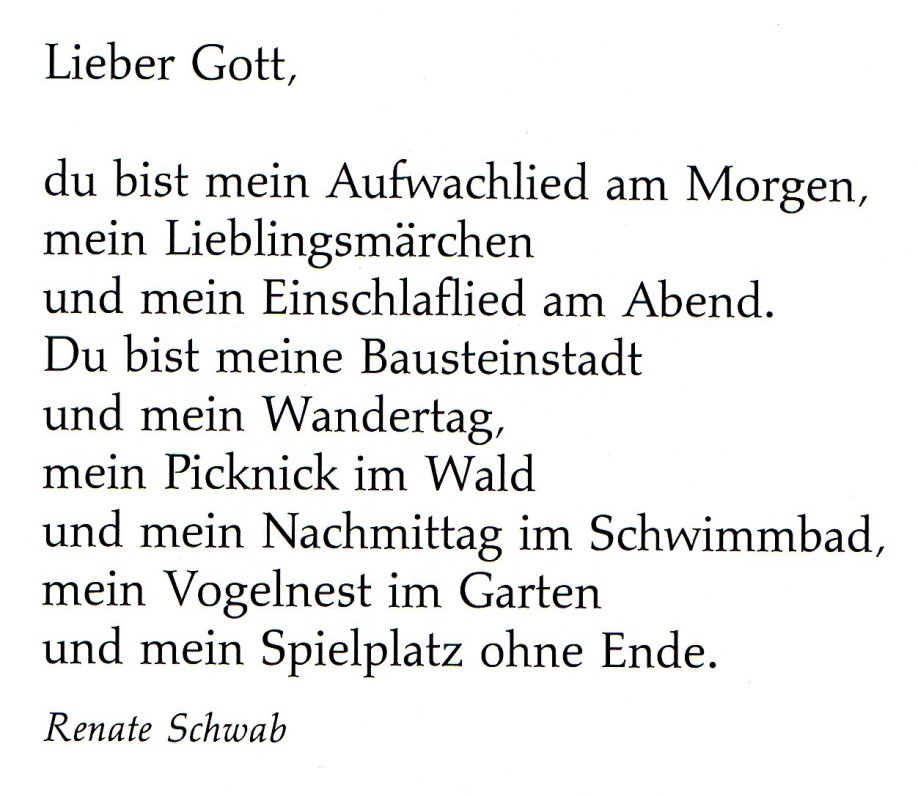 Lieber Gott,
du bist mein Aufwachlied am Morgen,
mein Lieblingsmärchen
und mein Einschlaflied am Abend.
Du bist meine Bausteinstadt
und mein Wandertag,
mein Picknick im Wald
und mein Nachmittag im Schwimmbad,
mein Vogelnest im Garten
und mein Spielplatz ohne Ende.
Renate Schwab